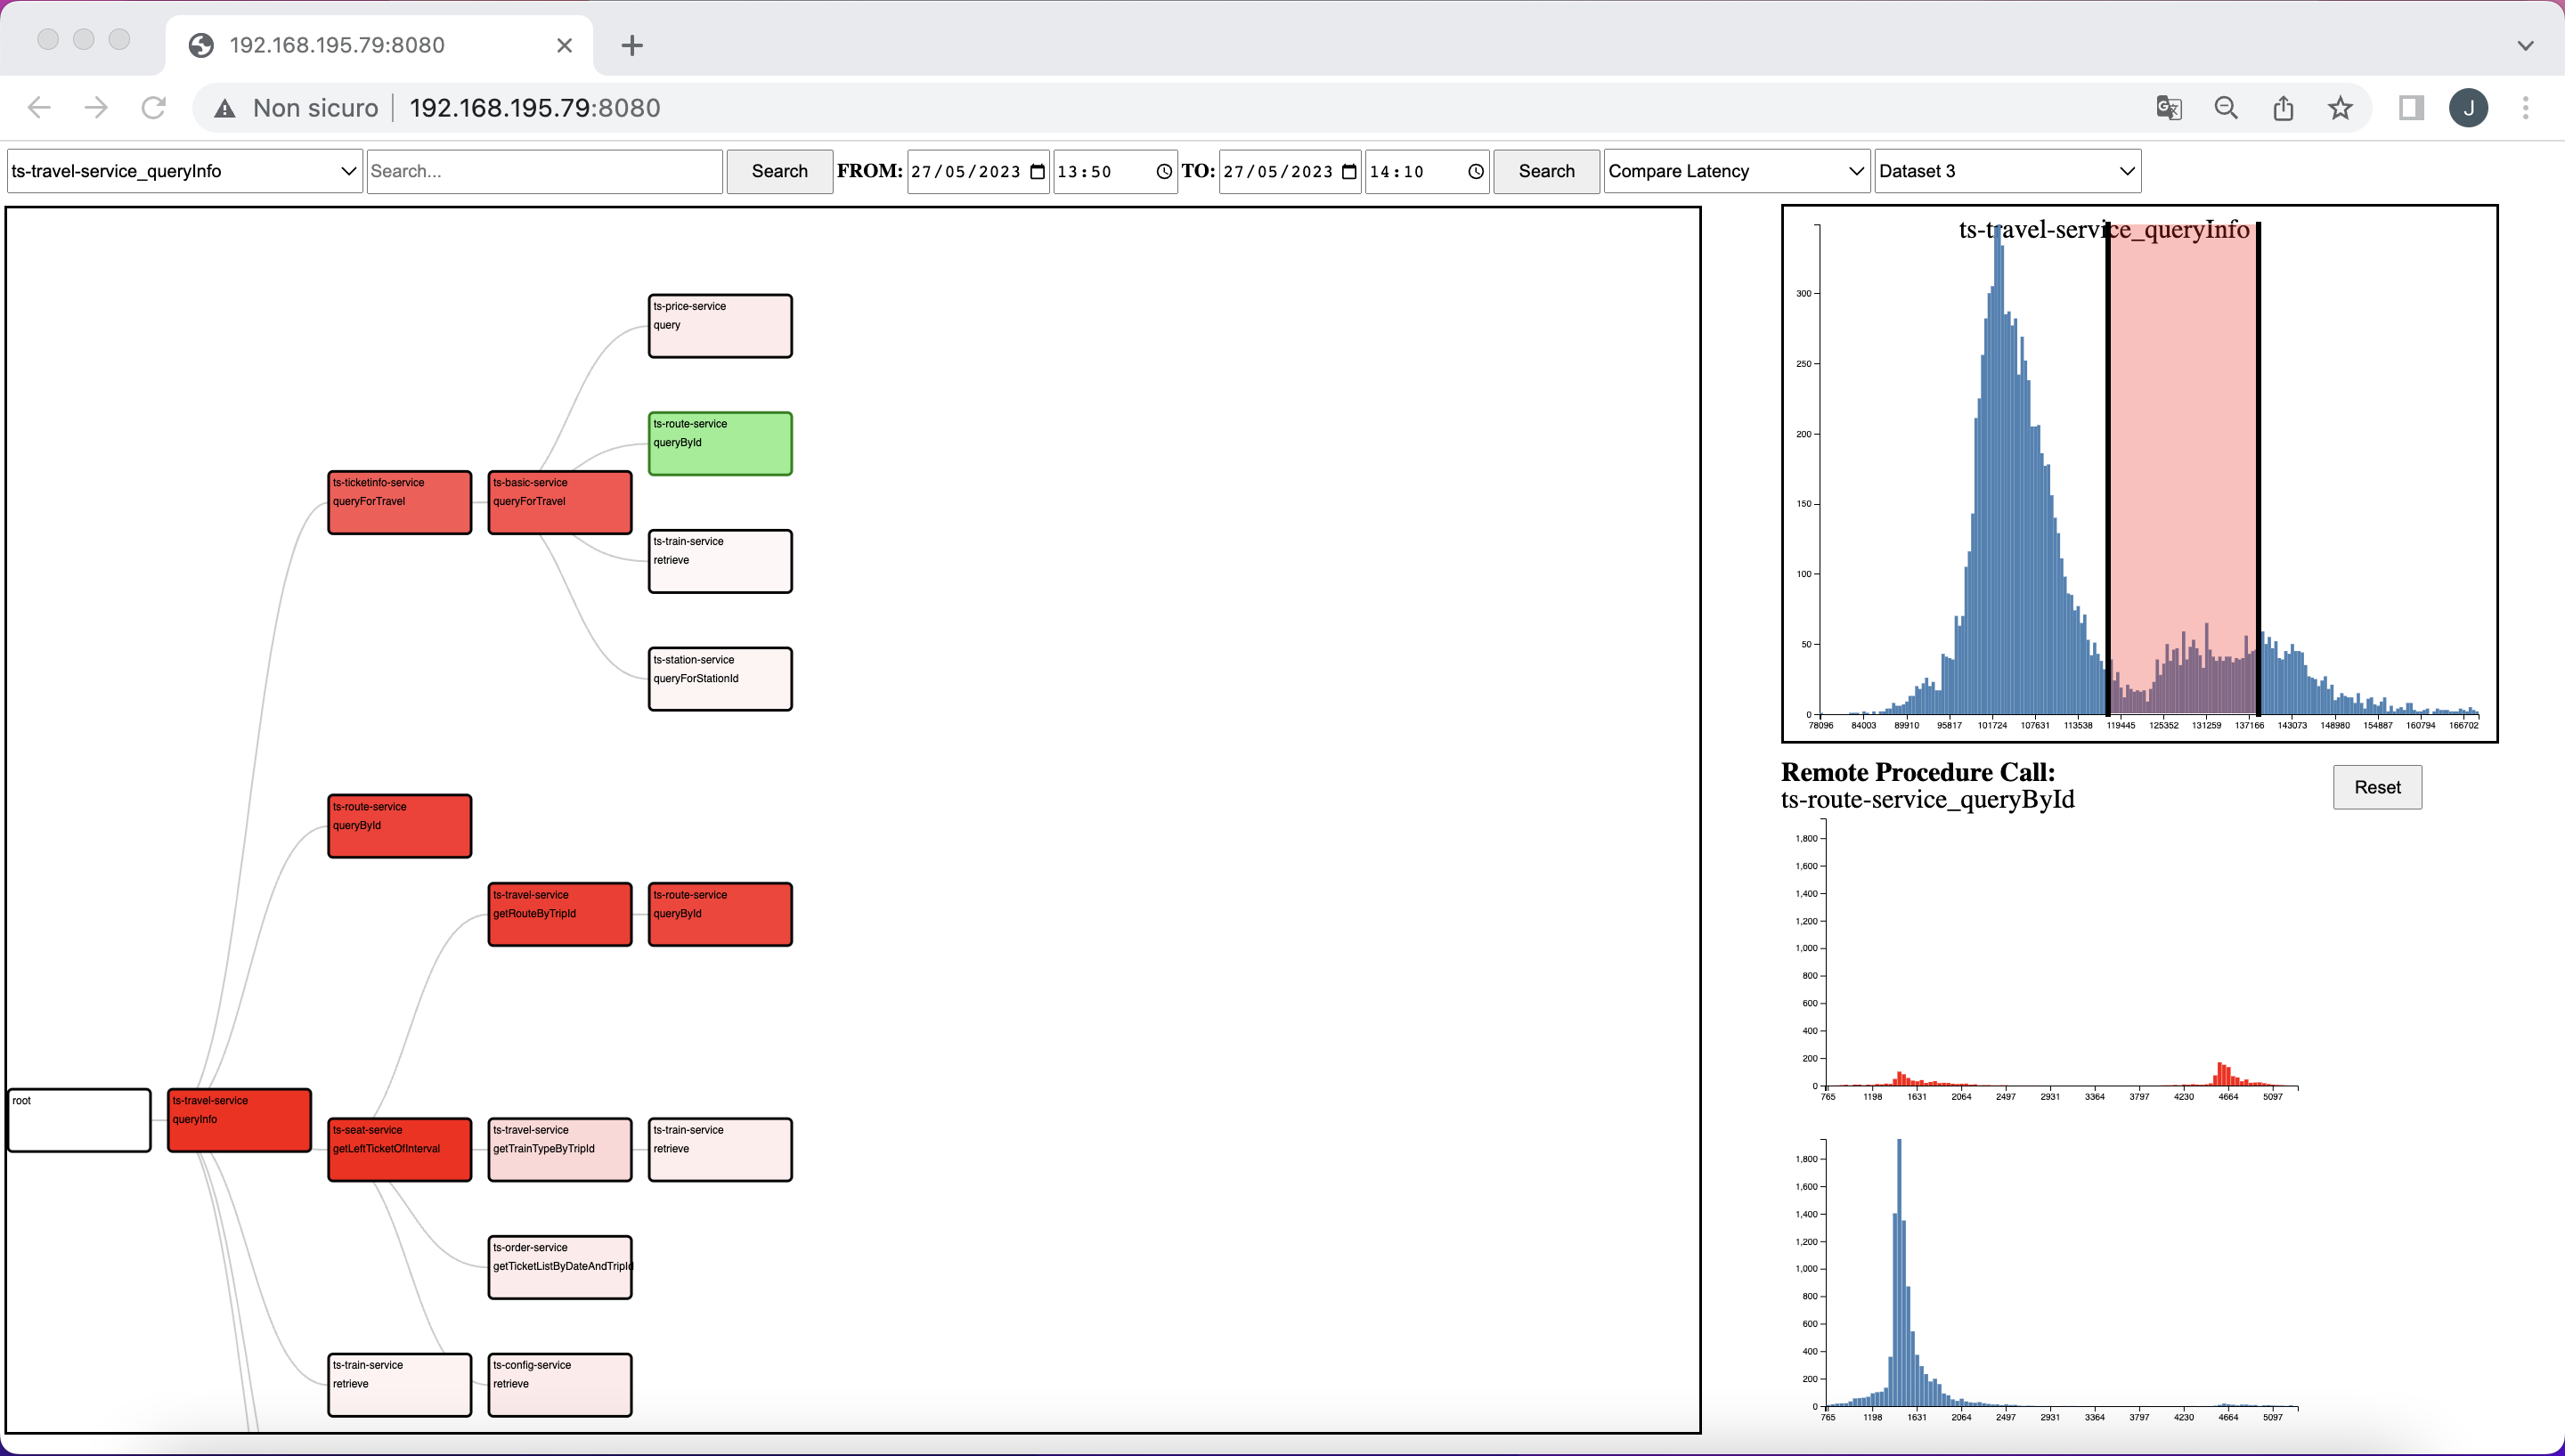 192.168.195.79:8080
Non sicuro
192.168.195.79:8080
J
ts-travel-service_queryInfo
Search...
Search
FROM:
27/05/2023
13:50
TO:
27/05/2023
14:10
Search
Compare Latency
Dataset 3
ts-price-service
query
ts-route-service
queryById
ts-ticketinfo-service
queryForTravel
ts-basic-service
queryForTravel
ts-train-service
retrieve
ts-station-service
queryForStationId
ts-route-service
queryById
ts-travel-service
getRouteByTripId
ts-route-service
queryById
root
ts-travel-service
queryInfo
ts-seat-service
getLeftTicketOfInterval
ts-travel-service
getTrainTypeByTripId
ts-train-service
retrieve
ts-order-service
getTicketListByDateAndTripId
ts-train-service
retrieve
ts-config-service
retrieve
ts-travel-service_queryInfo
300
250
200
150
100
50
0
78096 84003 89910 95817 101724 107631 113538 119445 125352 131259 137166 143073 148980 154887 160794 166702
Remote Procedure Call:
ts-route-service_queryById
Reset
1,800
1,600
1,400
1,200
1,000
800
600
400
200
0
765 1198 1631 2064 2497 2931 3364 3797 4230 4664 5097
1,800
1,600
1,400
1,200
1,000
800
600
400
200
0
765 1198 1631 2064 2497 2931 3364 3797 4230 4664 5097